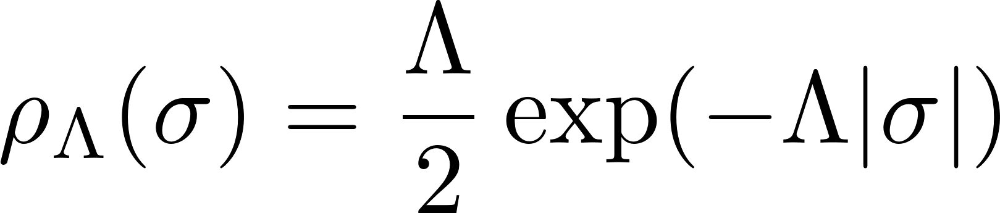 ρ_Λ(σ) = Λ/2 exp(−Λ|σ|)